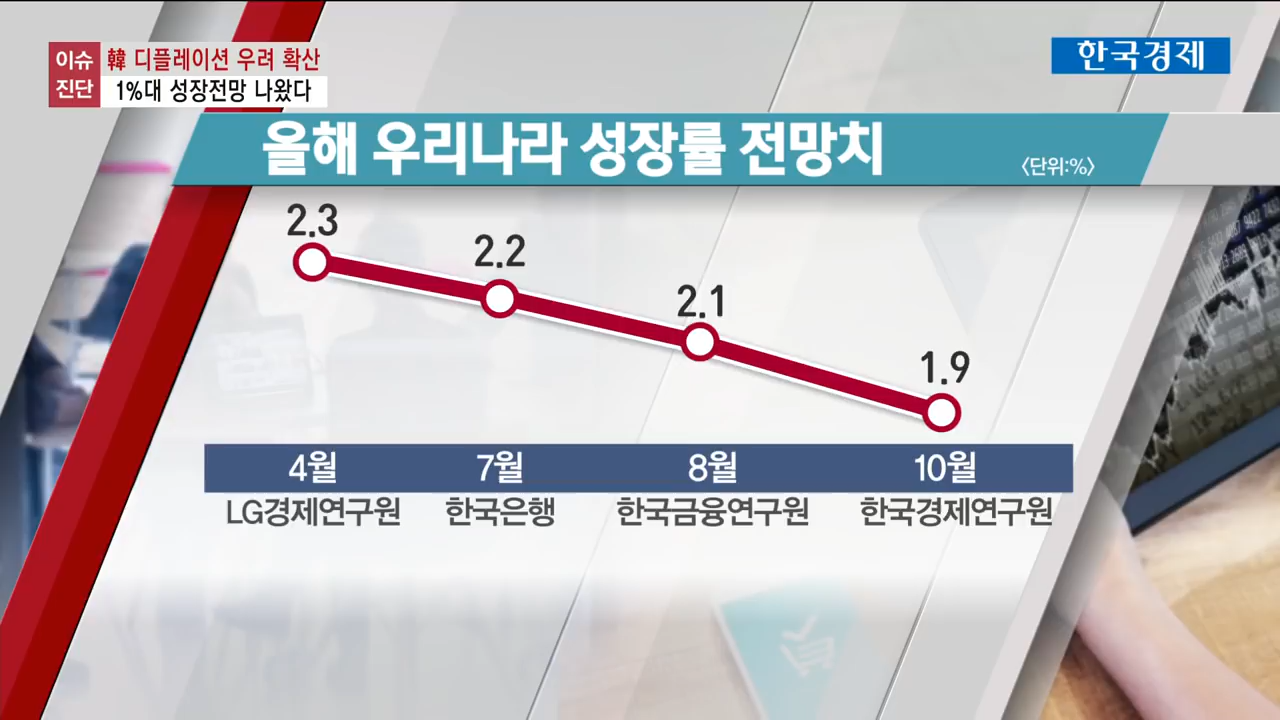 이슈
진단
韓 디플레이션 우려 확산
1%대 성장전망 나왔다
한국경제
올해 우리나라 성장률 전망치
〈단위:%〉
2.3
2.2
2.1
1.9
4월 7월 8월 10월
LG경제연구원 한국은행 한국금융연구원 한국경제연구원